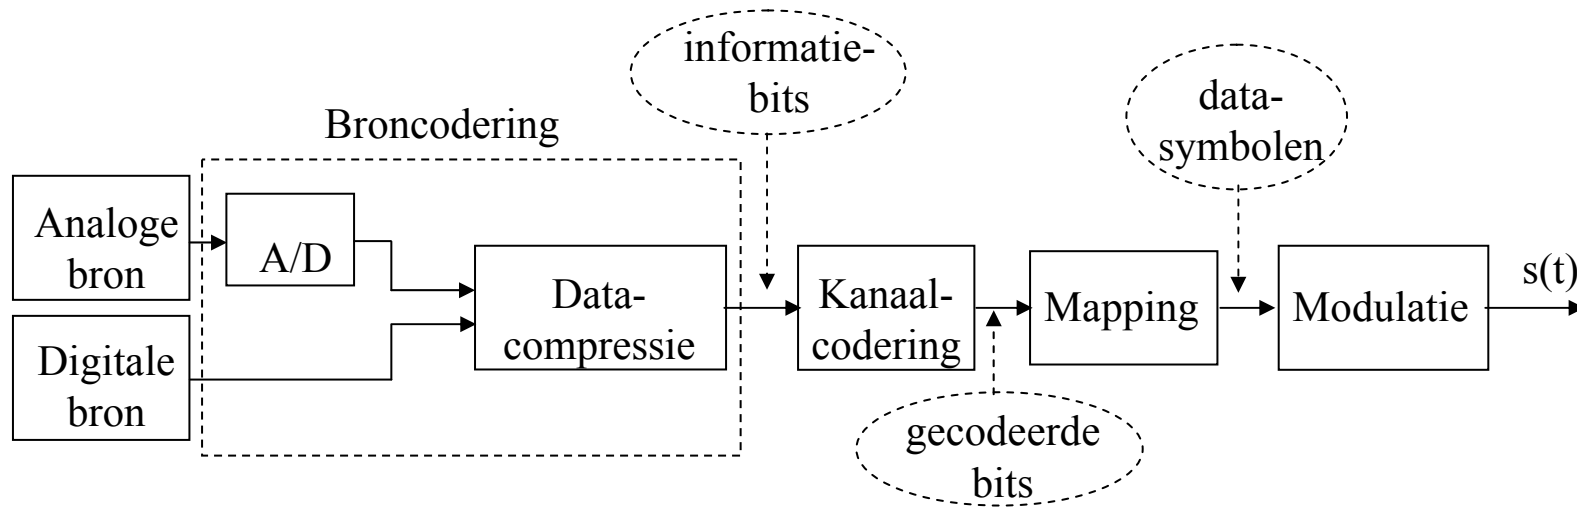 informatie-
bits
data-
symbolen
Broncodering
Analoge
bron
A/D
Data-
compressie
Kanaal-
codering
Mapping
Modulatie
s(t)
Digitale
bron
gecodeerde
bits